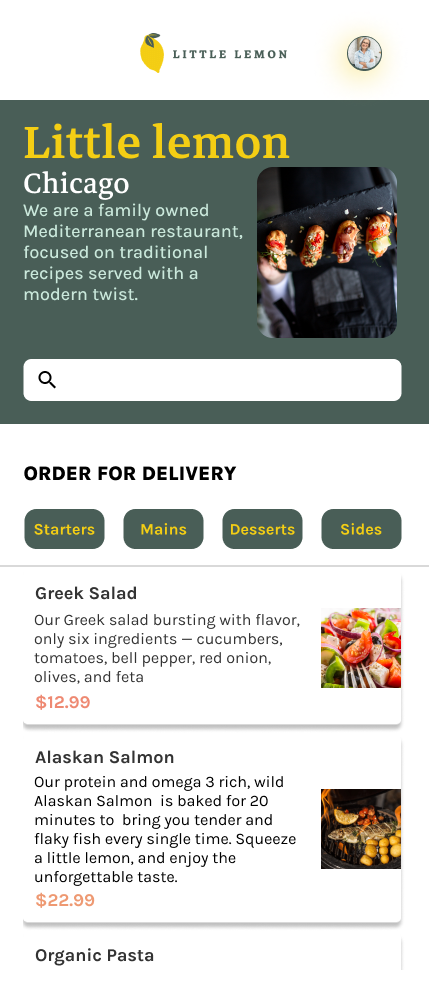 LITTLE LEMON
Little lemon
Chicago
We are a family owned
Mediterranean restaurant,
focused on traditional
recipes served with a
modern twist.
ORDER FOR DELIVERY
Starters Mains Desserts Sides
Greek Salad
Our Greek salad bursting with flavor,
only six ingredients — cucumbers,
tomatoes, bell pepper, red onion,
olives, and feta
$12.99
Alaskan Salmon
Our protein and omega 3 rich, wild
Alaskan Salmon  is baked for 20
minutes to  bring you tender and
flaky fish every single time. Squeeze
a little lemon, and enjoy the
unforgettable taste.
$22.99
Organic Pasta